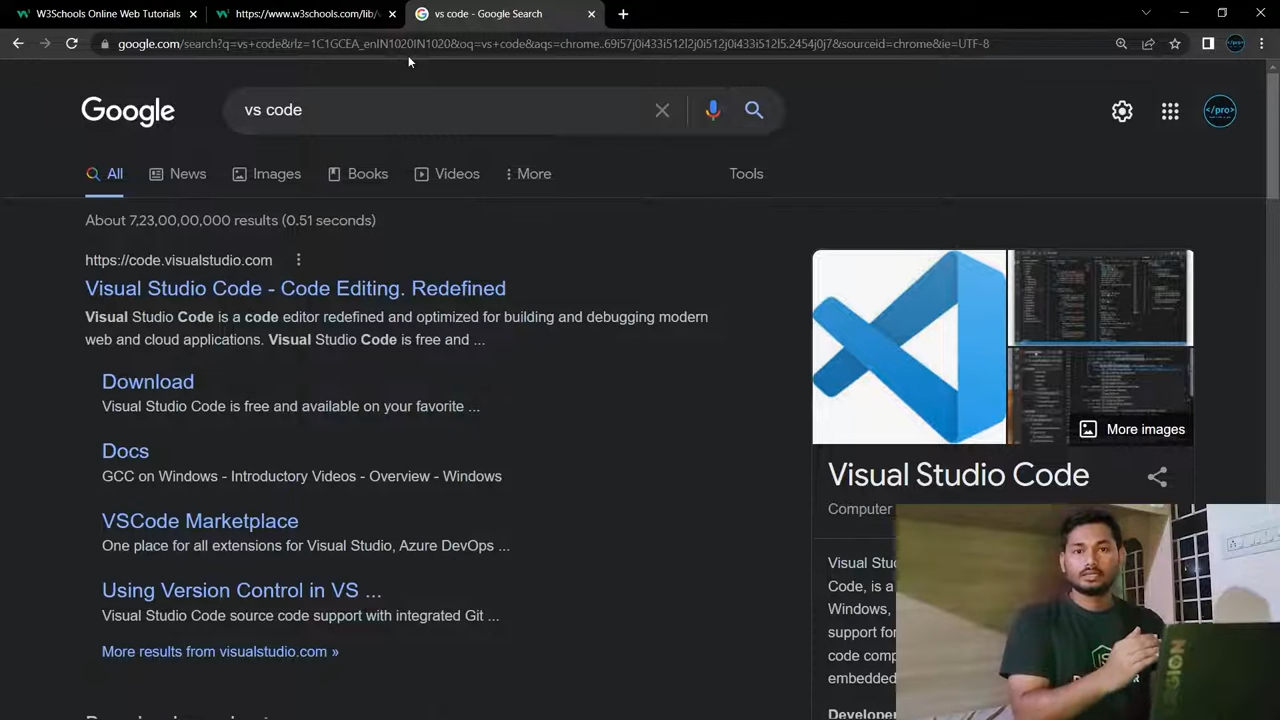 W3Schools Online Web Tutorials
https://www.w3schools.com/lib/
vs code - Google Search
google.com/search?q=vs+code&rlz=1C1GCEA_enIN1020IN1020&oq=vs+code&aqs=chrome..69i57j0i433i512l2j0i512j0i433i512l5.2454j0j7&sourceid=chrome&ie=UTF-8
Google
vs code
</pro>
All
News
Images
Books
Videos
More
Tools
About 7,23,00,00,000 results (0.51 seconds)
https://code.visualstudio.com
Visual Studio Code - Code Editing. Redefined
Visual Studio Code is a code editor redefined and optimized for building and debugging modern
web and cloud applications. Visual Studio Code is free and ...
Download
Visual Studio Code is free and available on your favorite ...
Docs
GCC on Windows - Introductory Videos - Overview - Windows
VSCode Marketplace
One place for all extensions for Visual Studio, Azure DevOps ...
Using Version Control in VS ...
Visual Studio Code source code support with integrated Git ...
More results from visualstudio.com »
More images
Visual Studio Code
Computer
Visual Stu
Code, is a
Windows,
support for
code comp
embedded
Develope